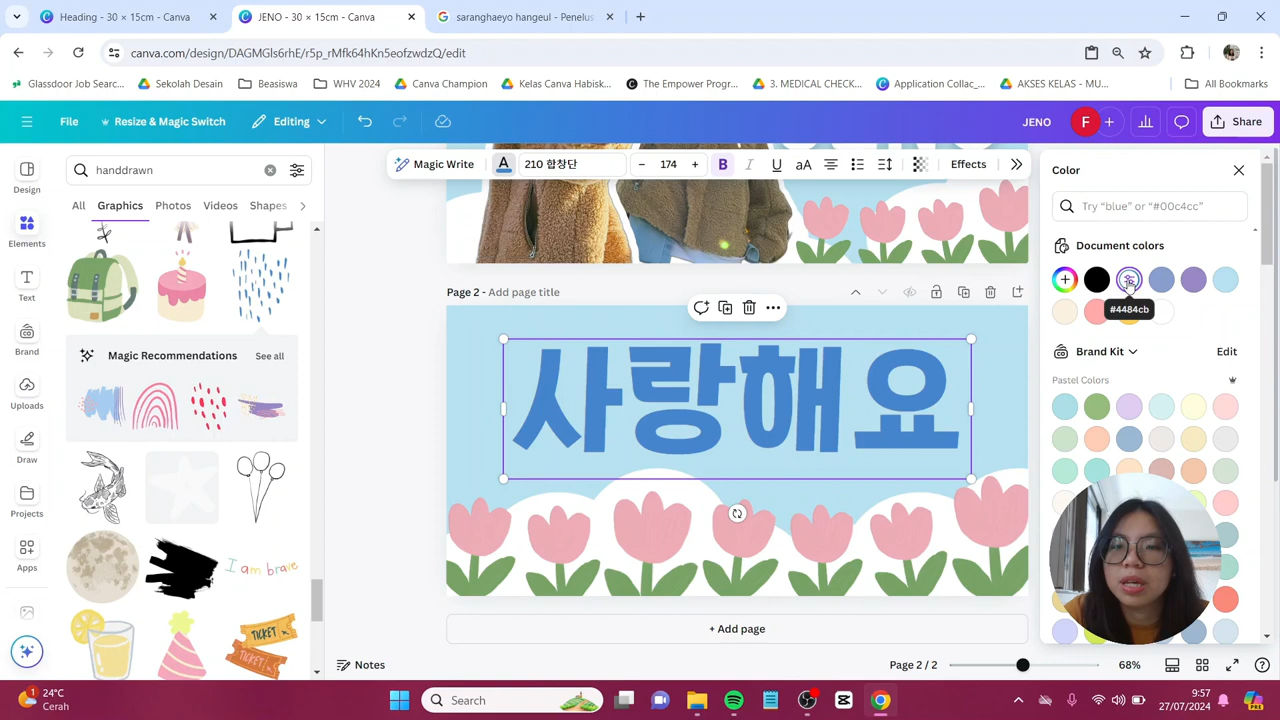 Heading - 30 × 15cm - Canva
JENO - 30 × 15cm - Canva
saranghaeyo hangeul - Penelus
canva.com/design/DAGMGIs6rhE/r5p_rMfk64hKn5eofzwdzQ/edit
Glassdoor Job Searc...
Sekolah Desain
Beasiswa
WHV 2024
Canva Champion
Kelas Canva Habisk...
The Empower Progr...
3. MEDICAL CHECK...
Application Collac_...
AKSES KELAS - MU...
All Bookmarks
File
Resize & Magic Switch
Editing
JENO
F
Share
Design
Elements
Text
Brand
Uploads
Draw
Projects
Apps
handdrawn
All
Graphics
Photos
Videos
Shapes
Magic Recommendations
See all
I am brave
TICKET
TICKET
Magic Write
A
210 합창단
174
B
I
U
aA
Effects
Page 2 - Add page title
사랑해요
+ Add page
Color
Try “blue” or “#00c4cc”
Document colors
#4484cb
Brand Kit
Edit
Pastel Colors
Notes
Page 2 / 2
68%
24°C
Cerah
Search
9:57
27/07/2024